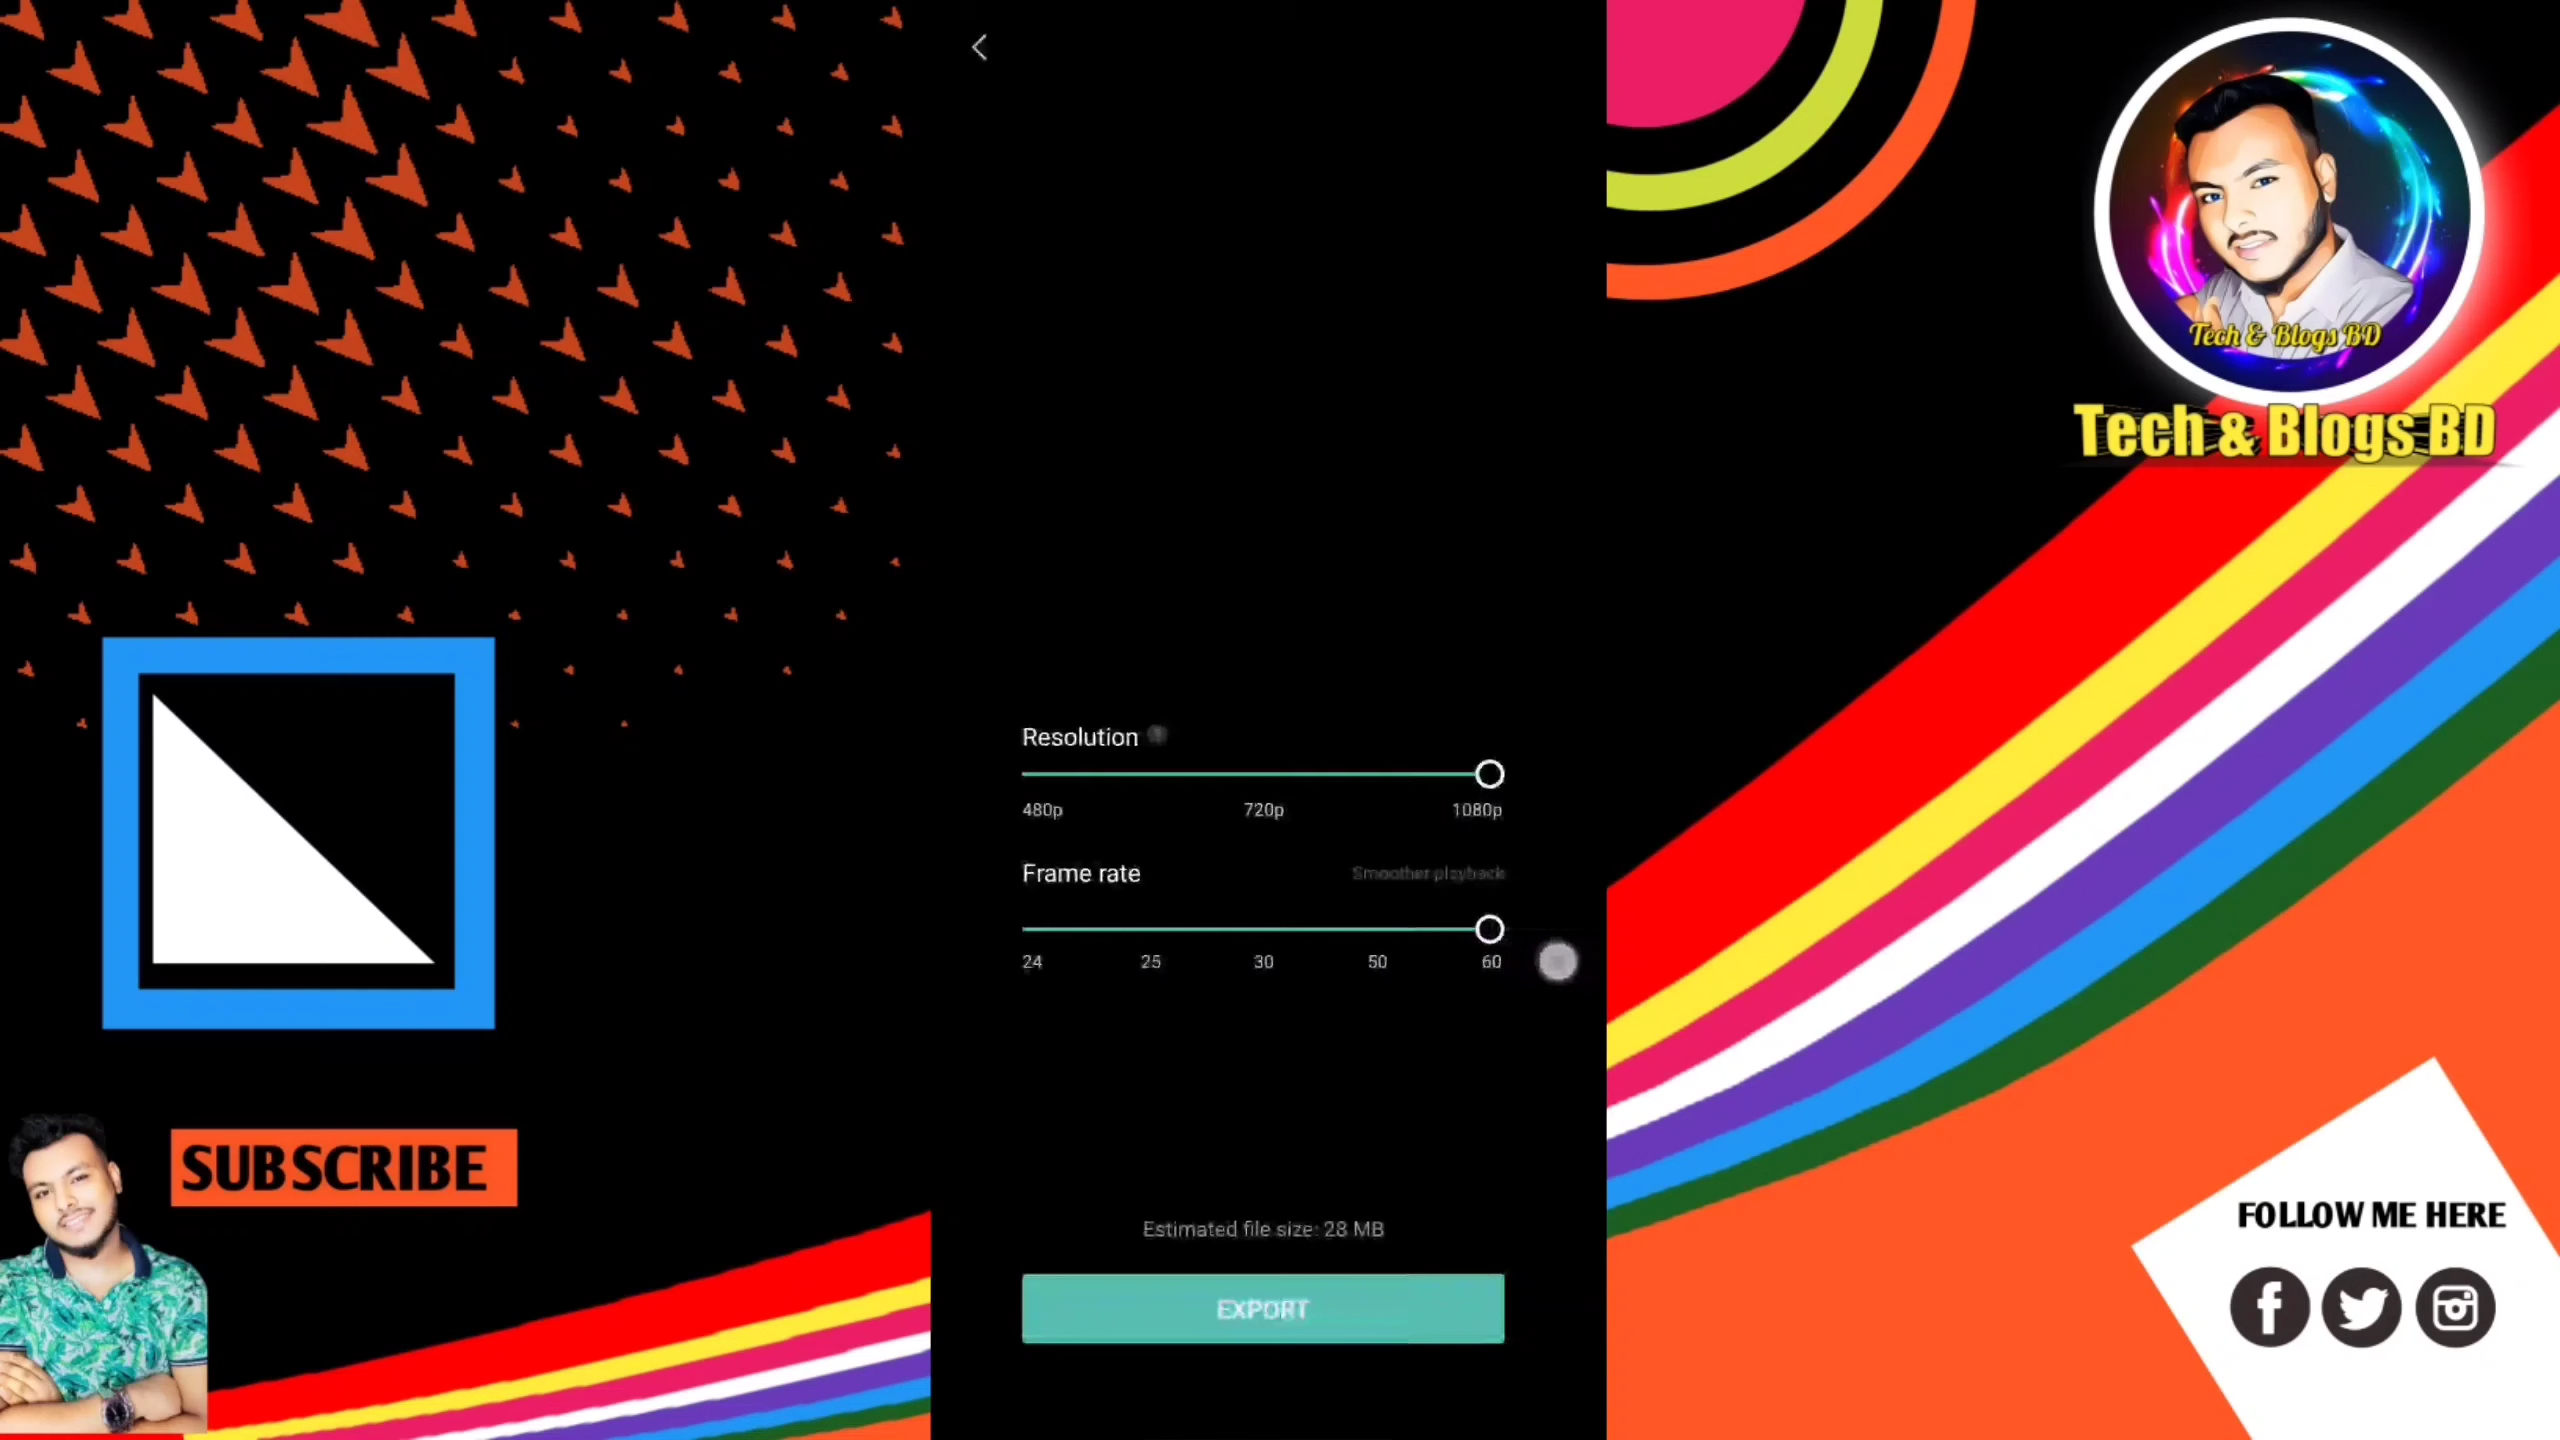 Tech & Blogs BD
Tech & Blogs BD
Resolution
480p 720p 1080p
Frame rate Smoother playback
24 25 30 50 60
SUBSCRIBE
Estimated file size: 28 MB
EXPORT
FOLLOW ME HERE